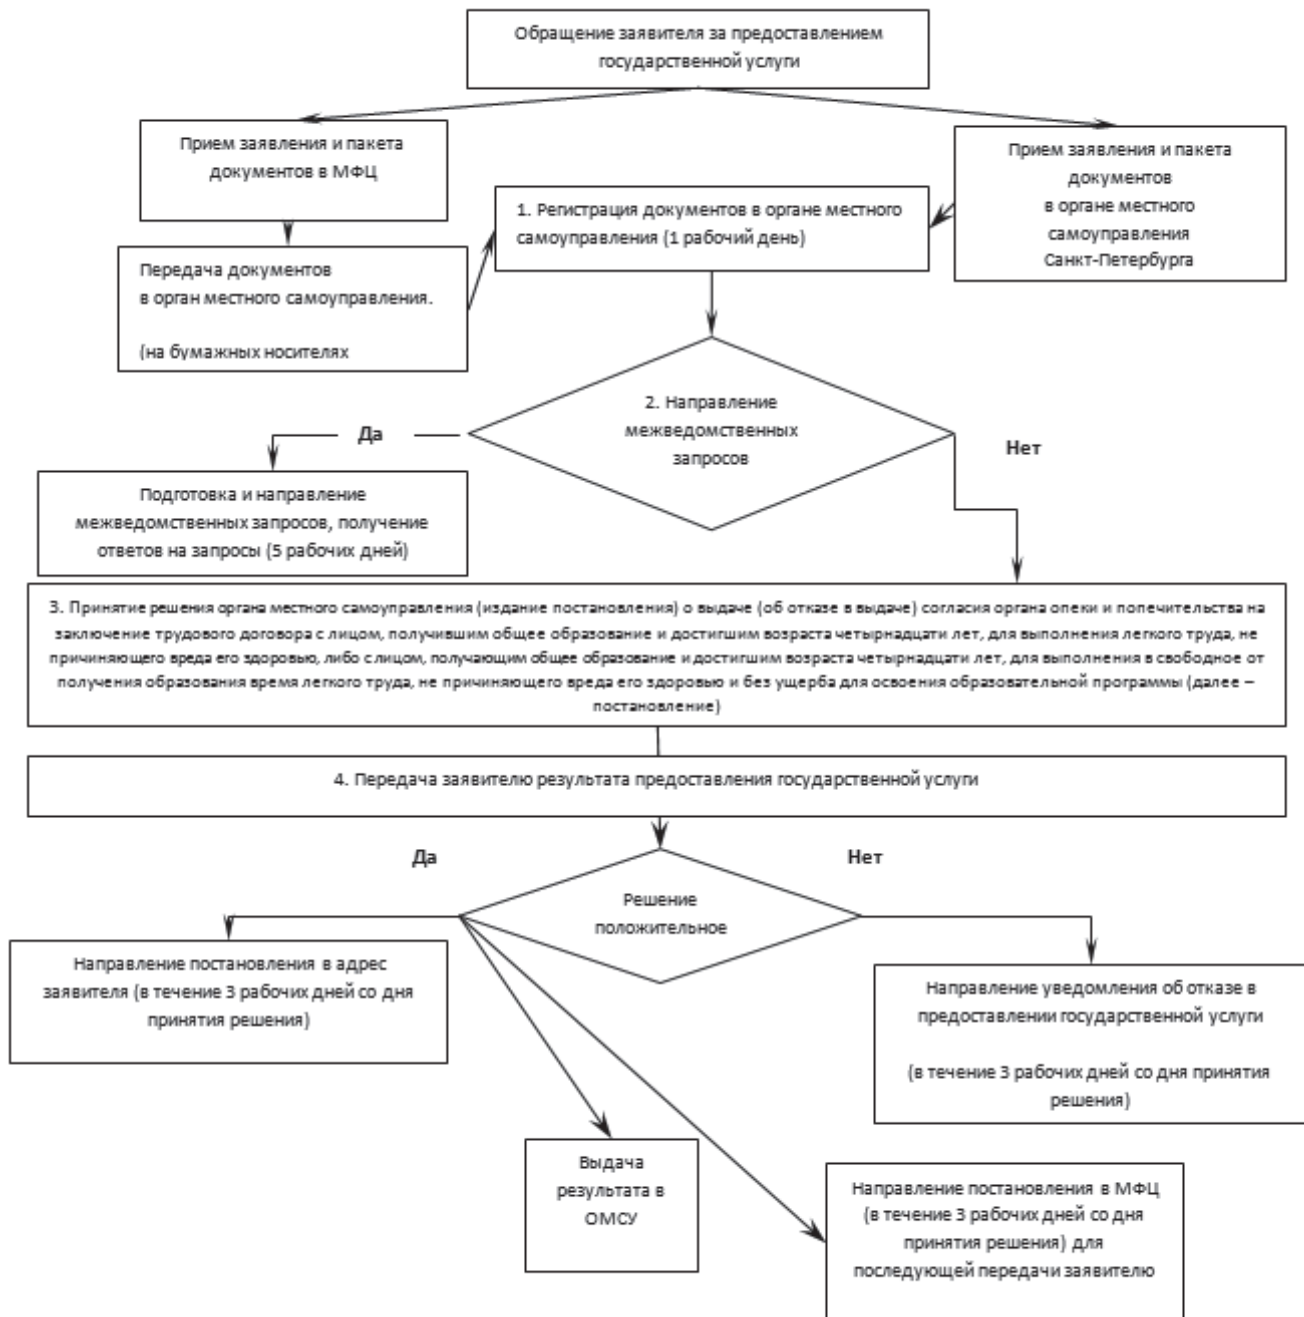 Обращение заявителя за предоставлением
государственной услуги
Прием заявления и пакета
документов в МФЦ
Прием заявления и пакета
документов
в органе местного
самоуправления
Санкт-Петербурга
1. Регистрация документов в органе местного
самоуправления (1 рабочий день)
Передача документов
в орган местного самоуправления.
(на бумажных носителях
2. Направление
межведомственных
запросов
Да
Нет
Подготовка и направление
межведомственных запросов, получение
ответов на запросы (5 рабочих дней)
3. Принятие решения органа местного самоуправления (издание постановления) о выдаче (об отказе в выдаче) согласия органа опеки и попечительства на
заключение трудового договора с лицом, получившим общее образование и достигшим возраста четырнадцати лет, для выполнения легкого труда, не
причиняющего вреда его здоровью, либо с лицом, получающим общее образование и достигшим возраста четырнадцати лет, для выполнения в свободное от
получения образования время легкого труда, не причиняющего вреда его здоровью и без ущерба для освоения образовательной программы (далее –
постановление)
4. Передача заявителю результата предоставления государственной услуги
Да
Нет
Решение
положительное
Направление постановления в адрес
заявителя (в течение 3 рабочих дней со дня
принятия решения)
Направление уведомления об отказе в
предоставлении государственной услуги
(в течение 3 рабочих дней со дня принятия
решения)
Выдача
результата в
ОМСУ
Направление постановления в МФЦ
(в течение 3 рабочих дней со дня
принятия решения) для
последующей передачи заявителю